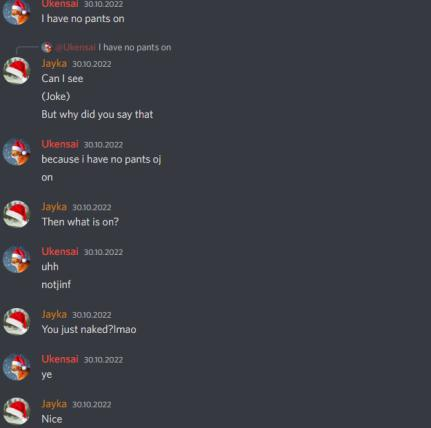 Ukensai 30.10.2022
I have no pants on
@Ukensai I have no pants on
Jayka 30.10.2022
Can I see
(Joke)
But why did you say that
Ukensai 30.10.2022
because i have no pants oj
on
Jayka 30.10.2022
Then what is on?
Ukensai 30.10.2022
uhh
notjinf
Jayka 30.10.2022
You just naked?lmao
Ukensai 30.10.2022
ye
Jayka 30.10.2022
Nice